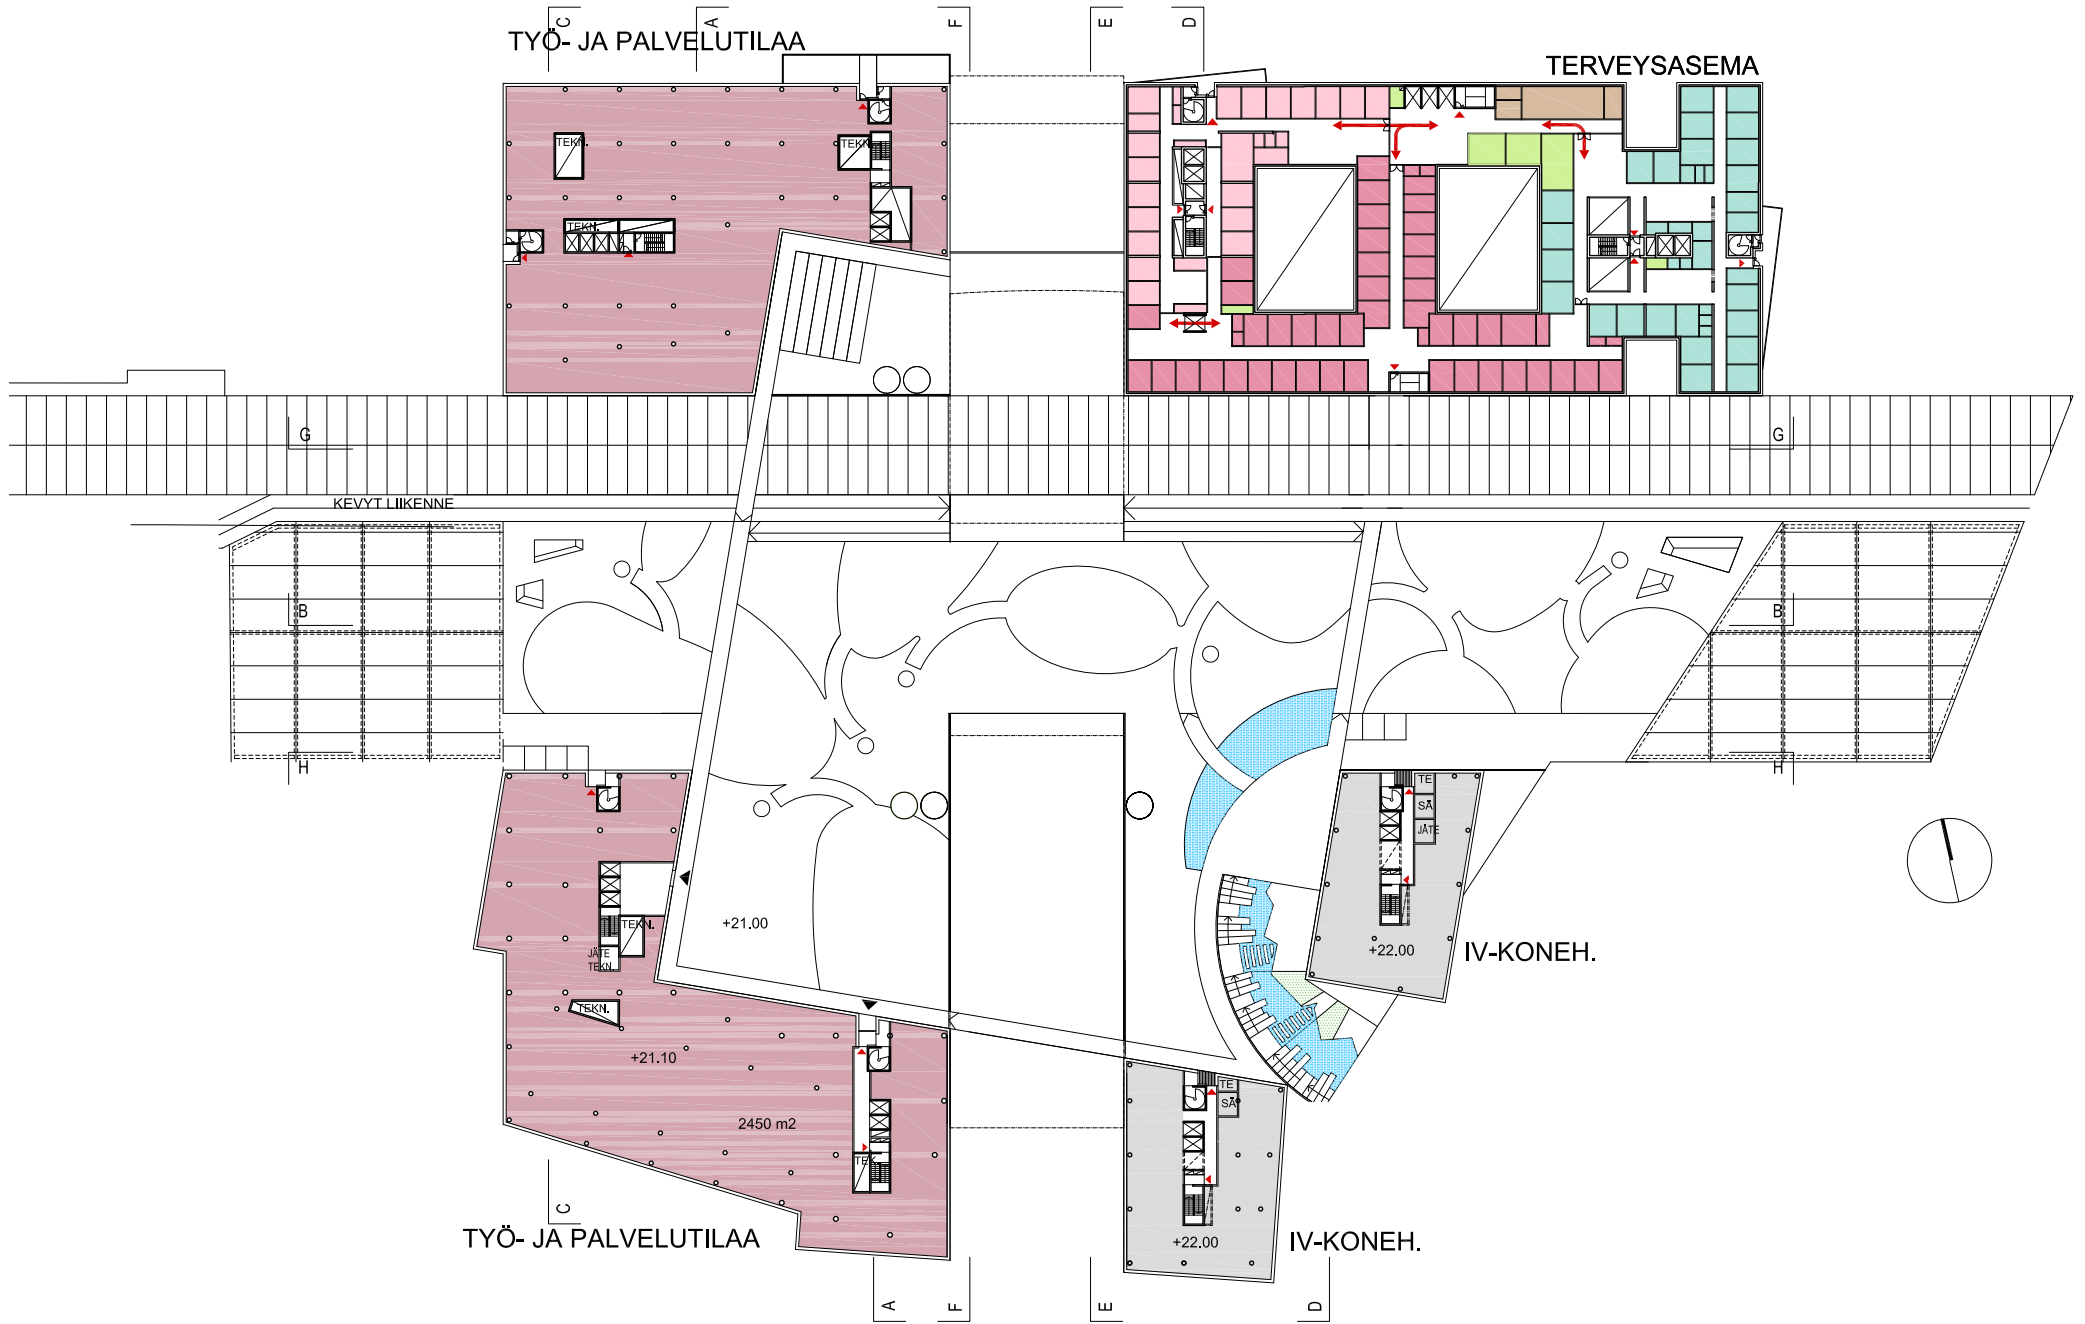 C A F E D
TYÖ- JA PALVELUTILAA
TERVEYSASEMA
TEKN.
TEKN.
TEKN.
G G
KEVYT LIIKENNE
B B
H H
TE
SÄ
JÄTE
+21.00
TEKN.
JÄTE
TEKN.
+22.00
IV-KONEH.
TEKN.
+21.10
TE
SÄ
2450 m2
TEK
C
TYÖ- JA PALVELUTILAA
+22.00
IV-KONEH.
A F E D